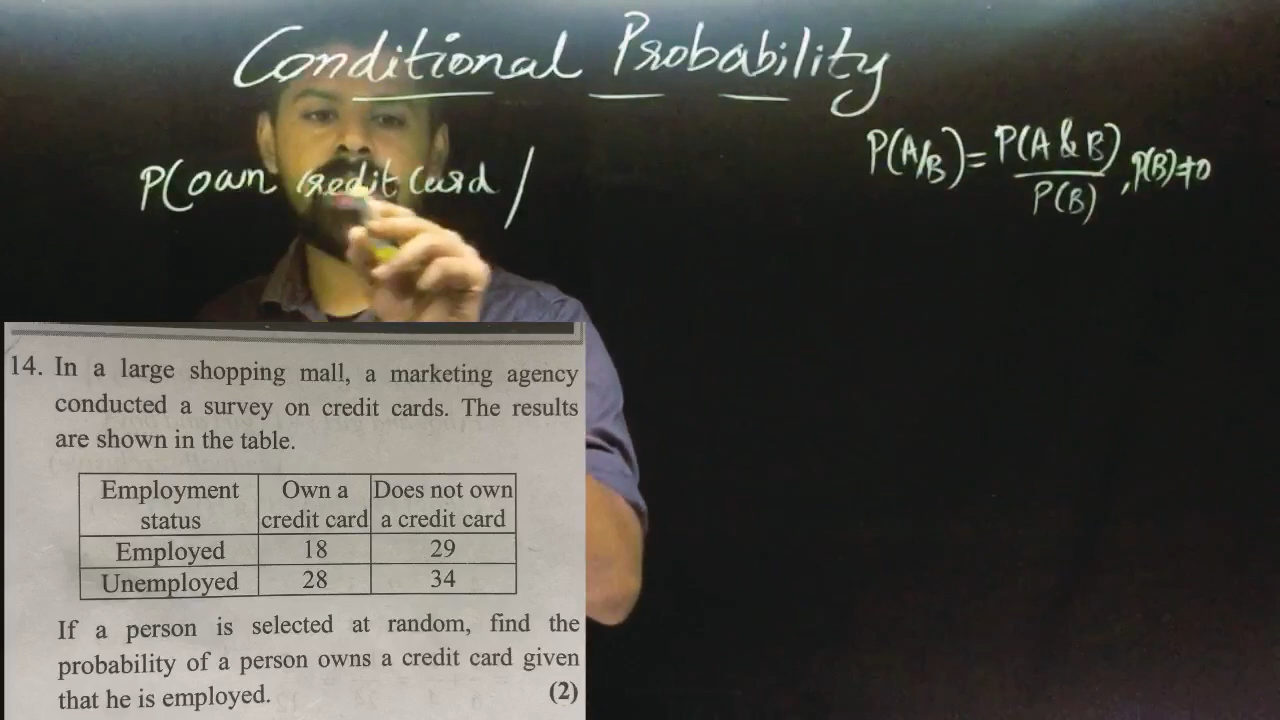 Conditional Probability
P(A/B) = P(A & B) / P(B), P(B)≠0
P(oan credit card /
14. In a large shopping mall, a marketing agency
conducted a survey on credit cards. The results
are shown in the table.
Employment status | Own a credit card | Does not own a credit card
Employed | 18 | 29
Unemployed | 28 | 34
If a person is selected at random, find the
probability of a person owns a credit card given
that he is employed. (2)